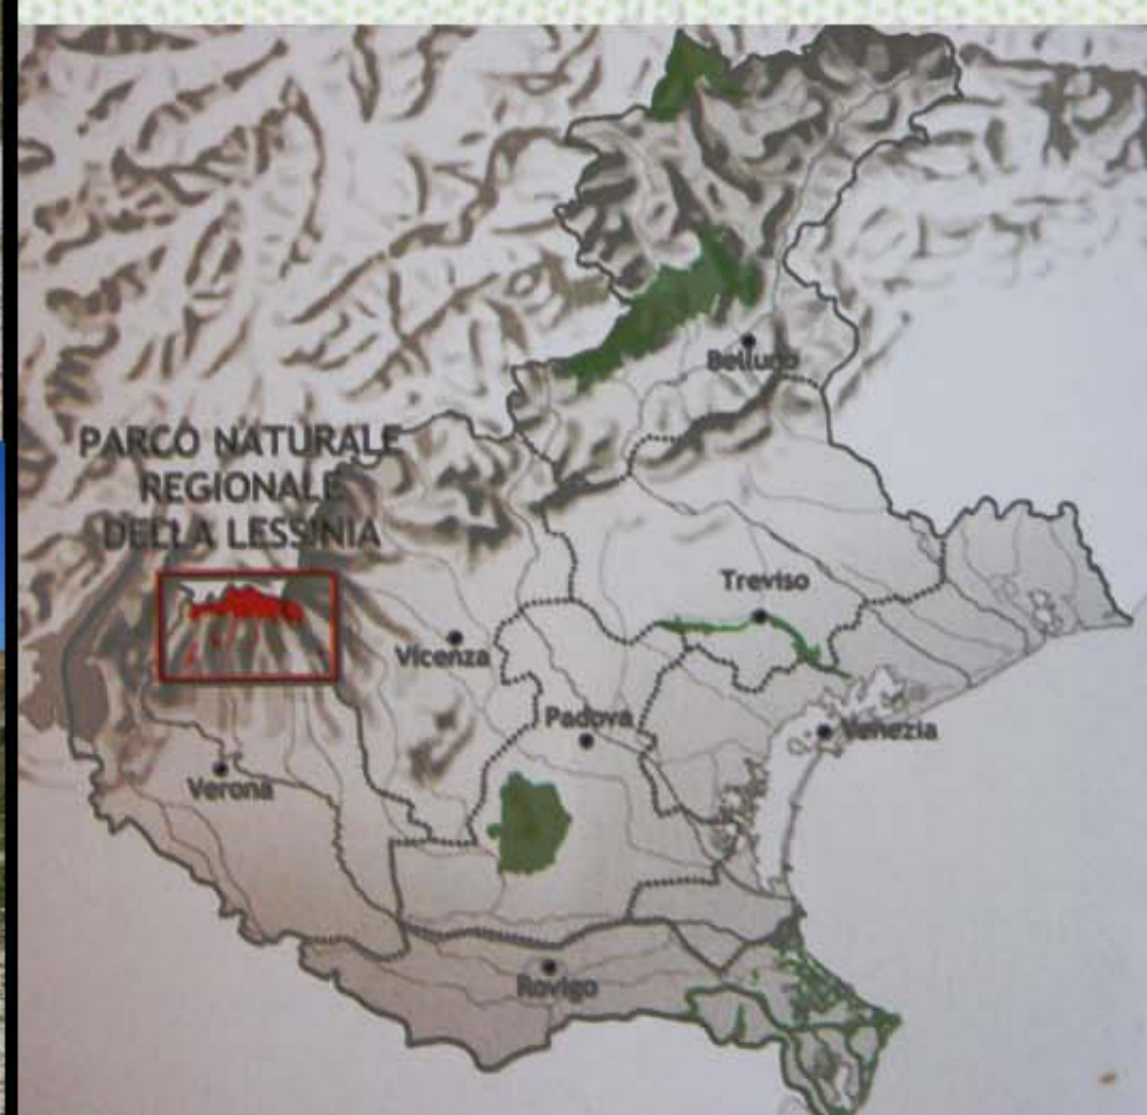 Belluno
PARCO NATURALE
REGIONALE
DELLA LESSINIA
Treviso
Vicenza
Padova
Venezia
Verona
Rovigo